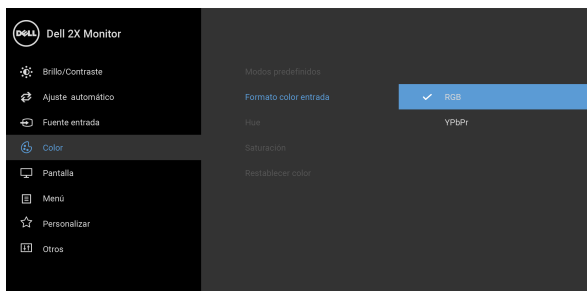 DELL
Dell 2X Monitor
Brillo/Contraste
Ajuste automático
Fuente entrada
Color
Pantalla
Menú
Personalizar
Otros
Modos predefinidos
Formato color entrada
Hue
Saturación
Restablecer color
RGB
YPbPr